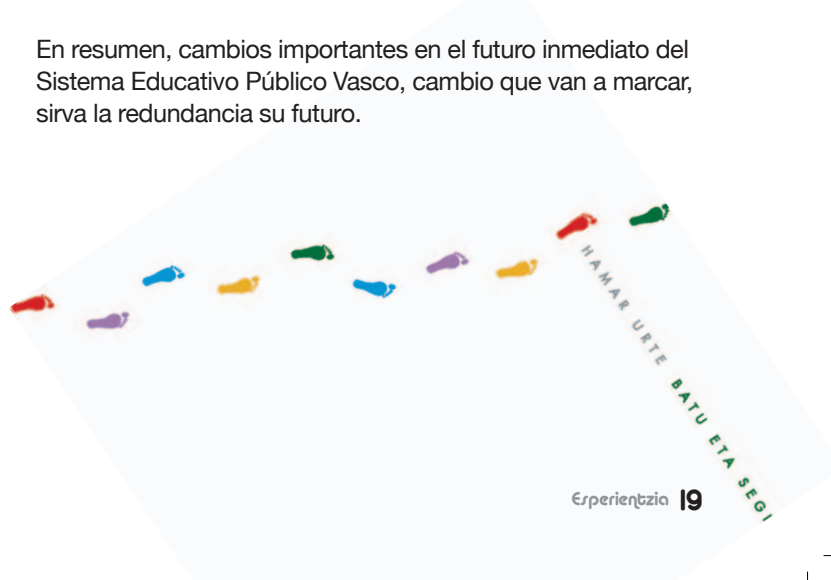 En resumen, cambios importantes en el futuro inmediato del
Sistema Educativo Público Vasco, cambio que van a marcar,
sirva la redundancia su futuro.
HAMAR URTE BATU ETA SEGI
Esperientzia 19